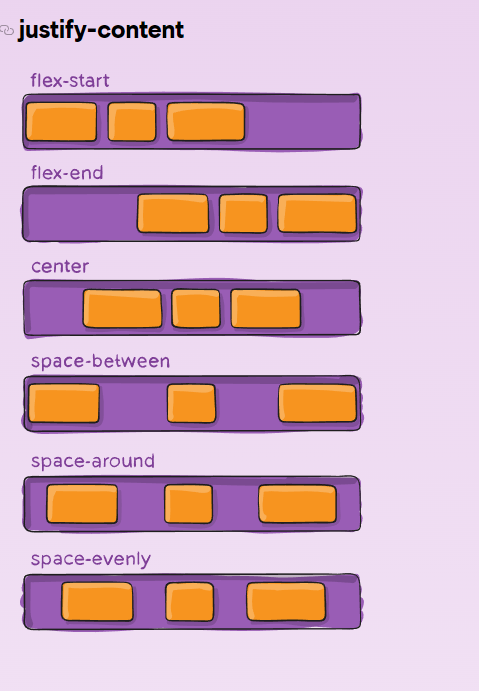 justify-content
flex-start
flex-end
center
space-between
space-around
space-evenly